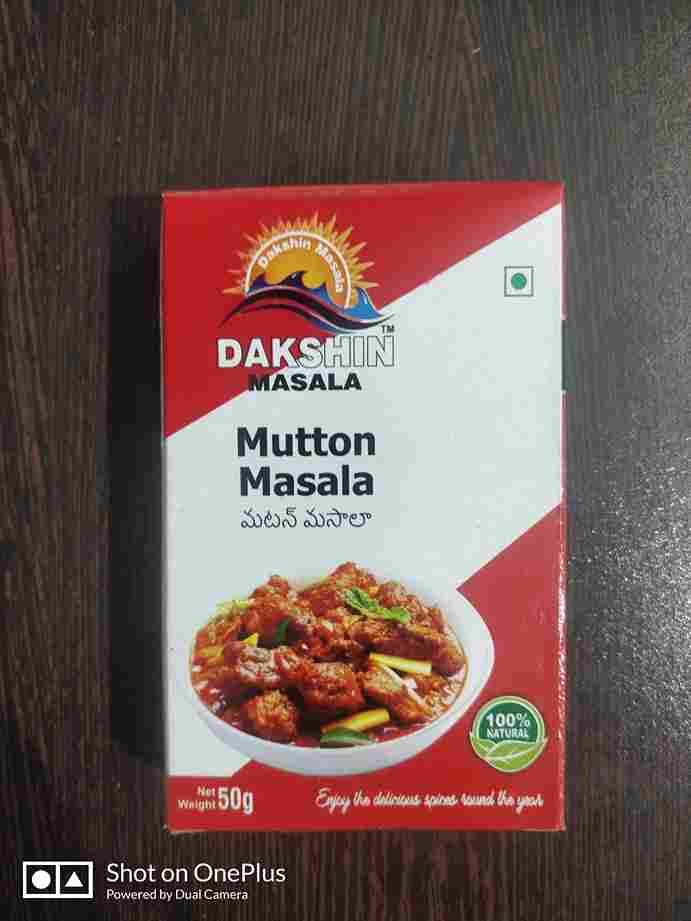 Dakshin Masala
DAKSHIN™
MASALA
Mutton
Masala
మటన్ మసాలా
100%
NATURAL
Net
Weight 50g
Enjoy the delicious spices round the year
Shot on OnePlus
Powered by Dual Camera